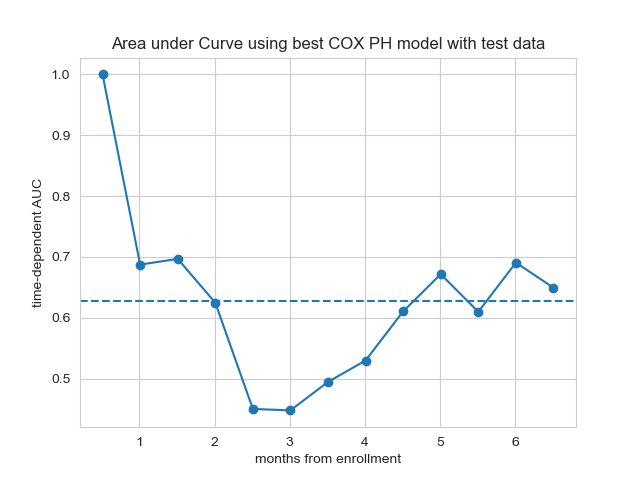 Area under Curve using best COX PH model with test data
time-dependent AUC
1.0
0.9
0.8
0.7
0.6
0.5
1 2 3 4 5 6
months from enrollment